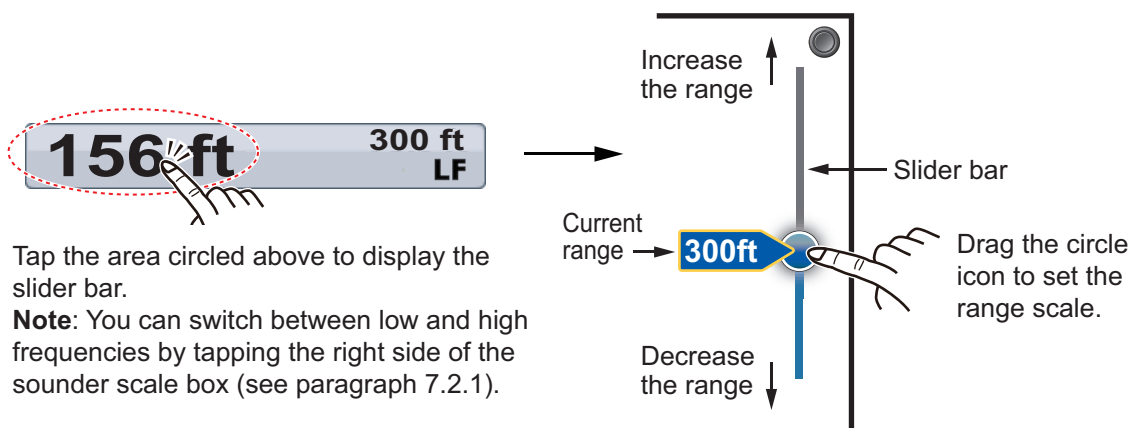 156 ft
300 ft
LF
Tap the area circled above to display the
slider bar.
Note: You can switch between low and high
frequencies by tapping the right side of the
sounder scale box (see paragraph 7.2.1).
Increase
the range
Slider bar
Current
range
300ft
Drag the circle
icon to set the
range scale.
Decrease
the range